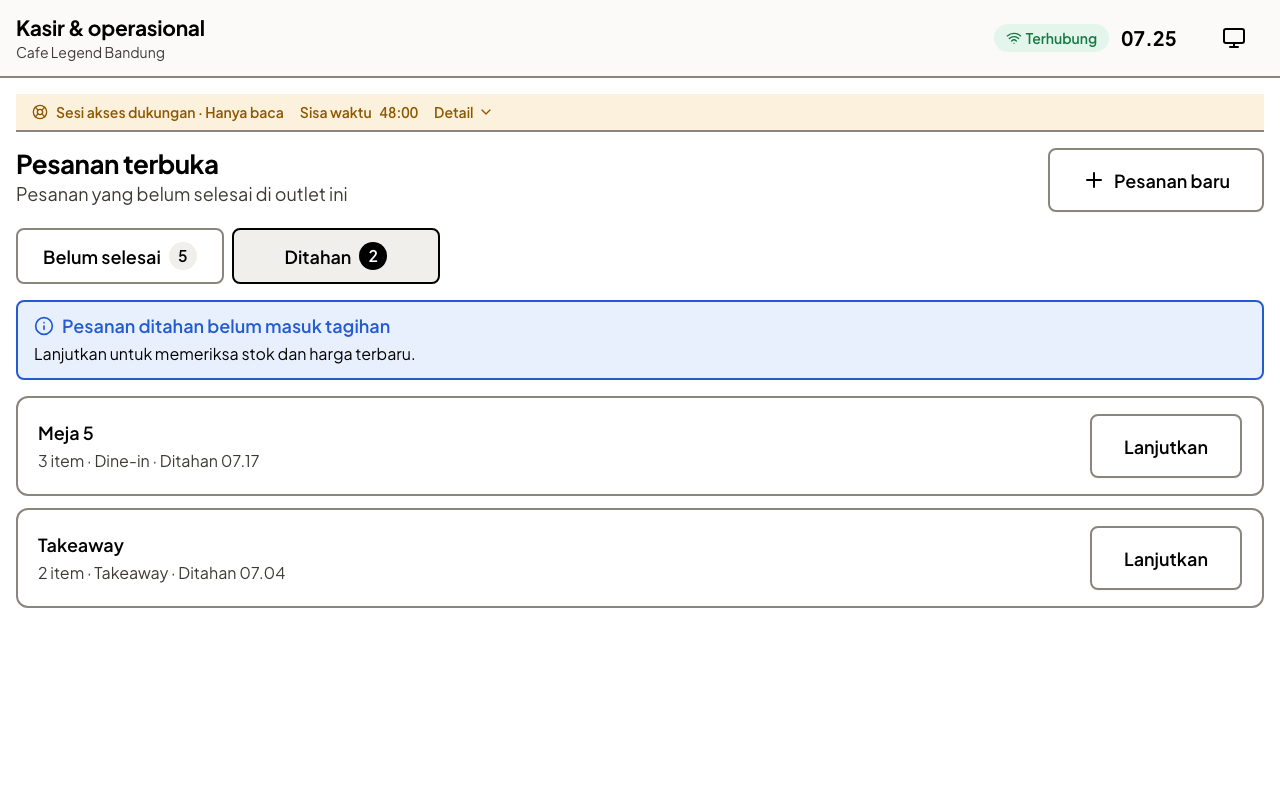 Kasir & operasional
Cafe Legend Bandung
Terhubung
07.25
Sesi akses dukungan · Hanya baca Sisa waktu 48:00 Detail
Pesanan terbuka
Pesanan yang belum selesai di outlet ini
Pesanan baru
Belum selesai 5
Ditahan 2
Pesanan ditahan belum masuk tagihan
Lanjutkan untuk memeriksa stok dan harga terbaru.
Meja 5
3 item · Dine-in · Ditahan 07.17
Lanjutkan
Takeaway
2 item · Takeaway · Ditahan 07.04
Lanjutkan